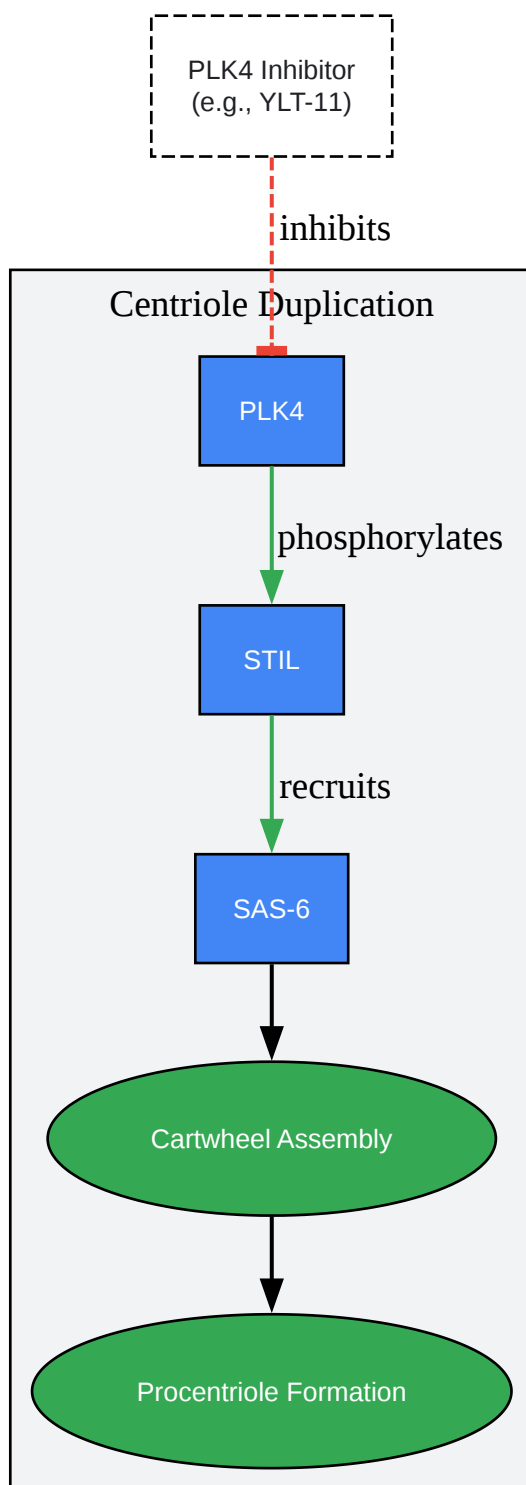 PLK4 Inhibitor
(e.g., YLT-11)
inhibits
Centriole Duplication
PLK4
phosphorylates
STIL
recruits
SAS-6
Cartwheel Assembly
Procentriole Formation